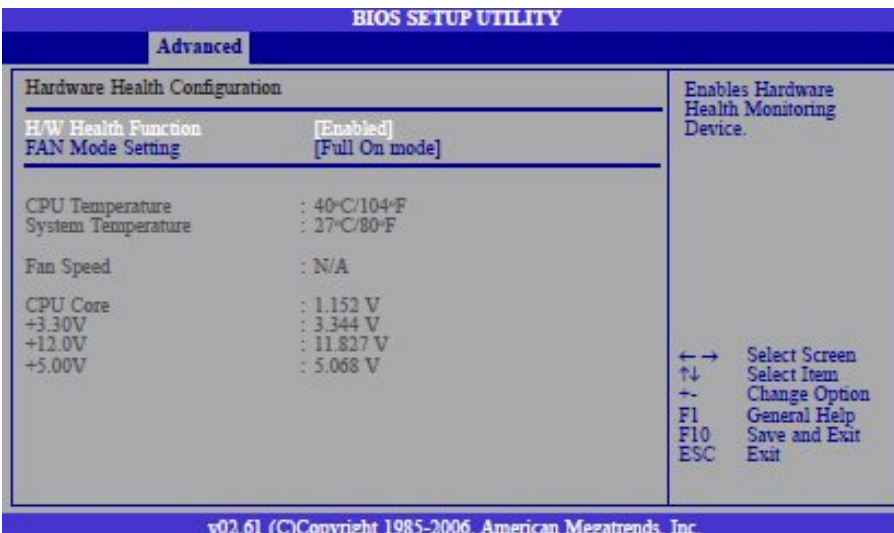 BIOS SETUP UTILITY
Advanced
Hardware Health Configuration
H/W Health Function [Enabled]
FAN Mode Setting [Full On mode]
CPU Temperature : 40°C/104°F
System Temperature : 27°C/80°F
Fan Speed : N/A
CPU Core : 1.152 V
+3.30V : 3.344 V
+12.0V : 11.827 V
+5.00V : 5.068 V
Enables Hardware
Health Monitoring
Device.
←→ Select Screen
↑↓ Select Item
+- Change Option
F1 General Help
F10 Save and Exit
ESC Exit
v02.61 (C)Copyright 1985-2006, American Megatrends, Inc.